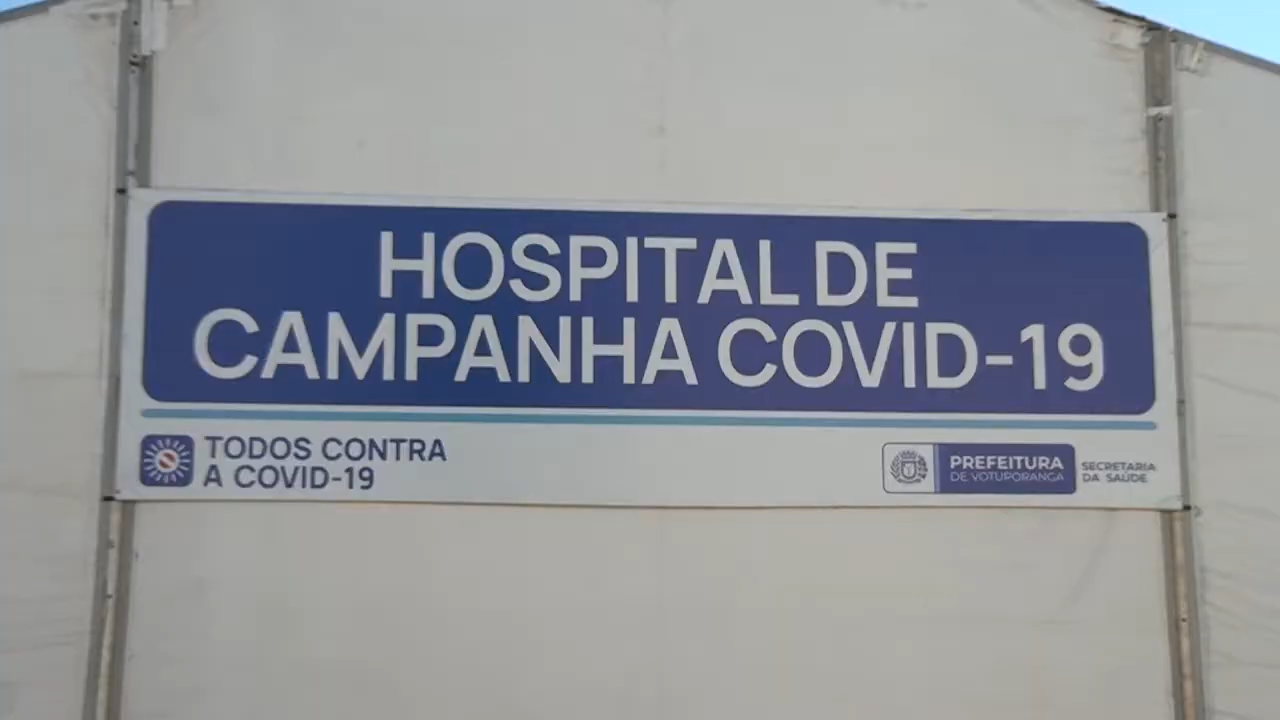 HOSPITAL DE
CAMPANHA COVID-19
TODOS CONTRA
A COVID-19
PREFEITURA
DE VOTUPORANGA
SECRETARIA
DA SAÚDE